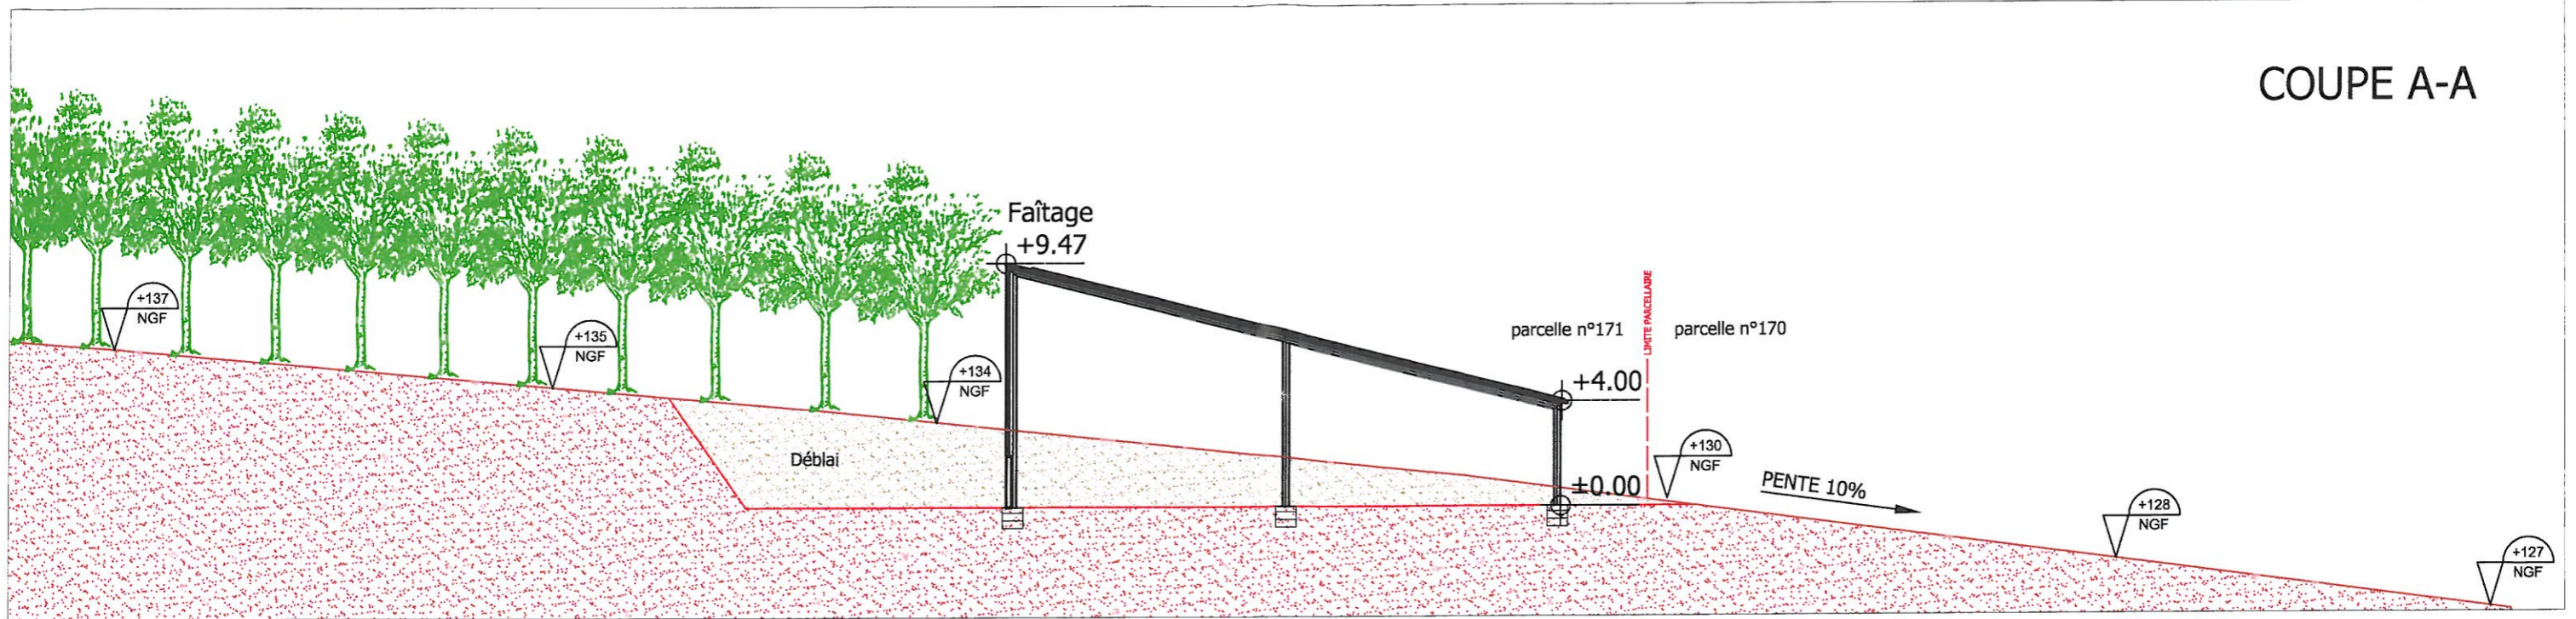 COUPE A-A
Faîtage
+9.47
+137
NGF
+135
NGF
+134
NGF
parcelle n°171
LIMITE PARCELLAIRE
parcelle n°170
+4.00
+130
NGF
Déblai
±0.00
PENTE 10%
+128
NGF
+127
NGF